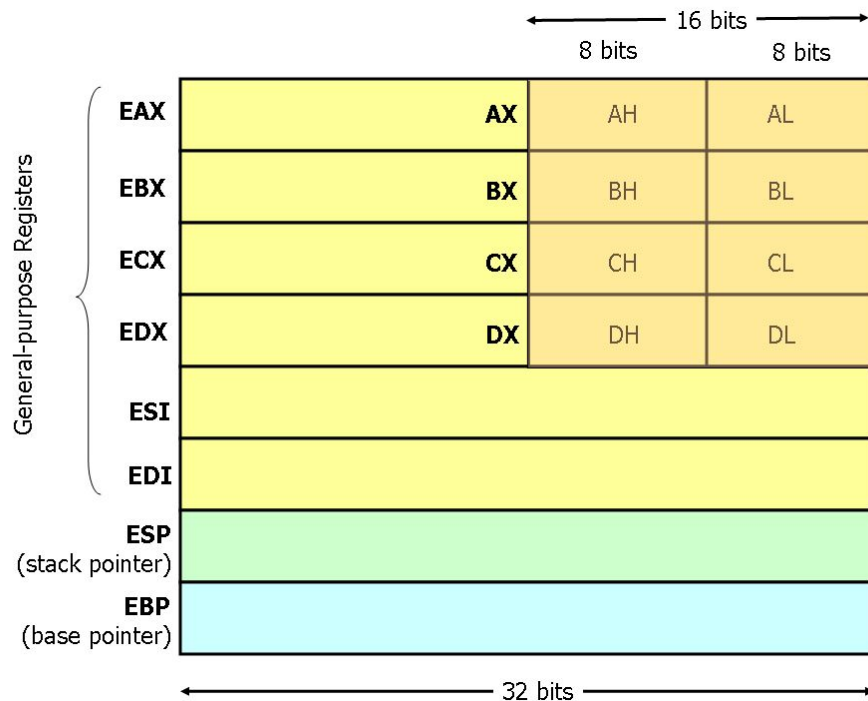 16 bits
8 bits 8 bits
EAX AX AH AL
EBX BX BH BL
ECX CX CH CL
EDX DX DH DL
General-purpose Registers
ESI
EDI
ESP
(stack pointer)
EBP
(base pointer)
32 bits